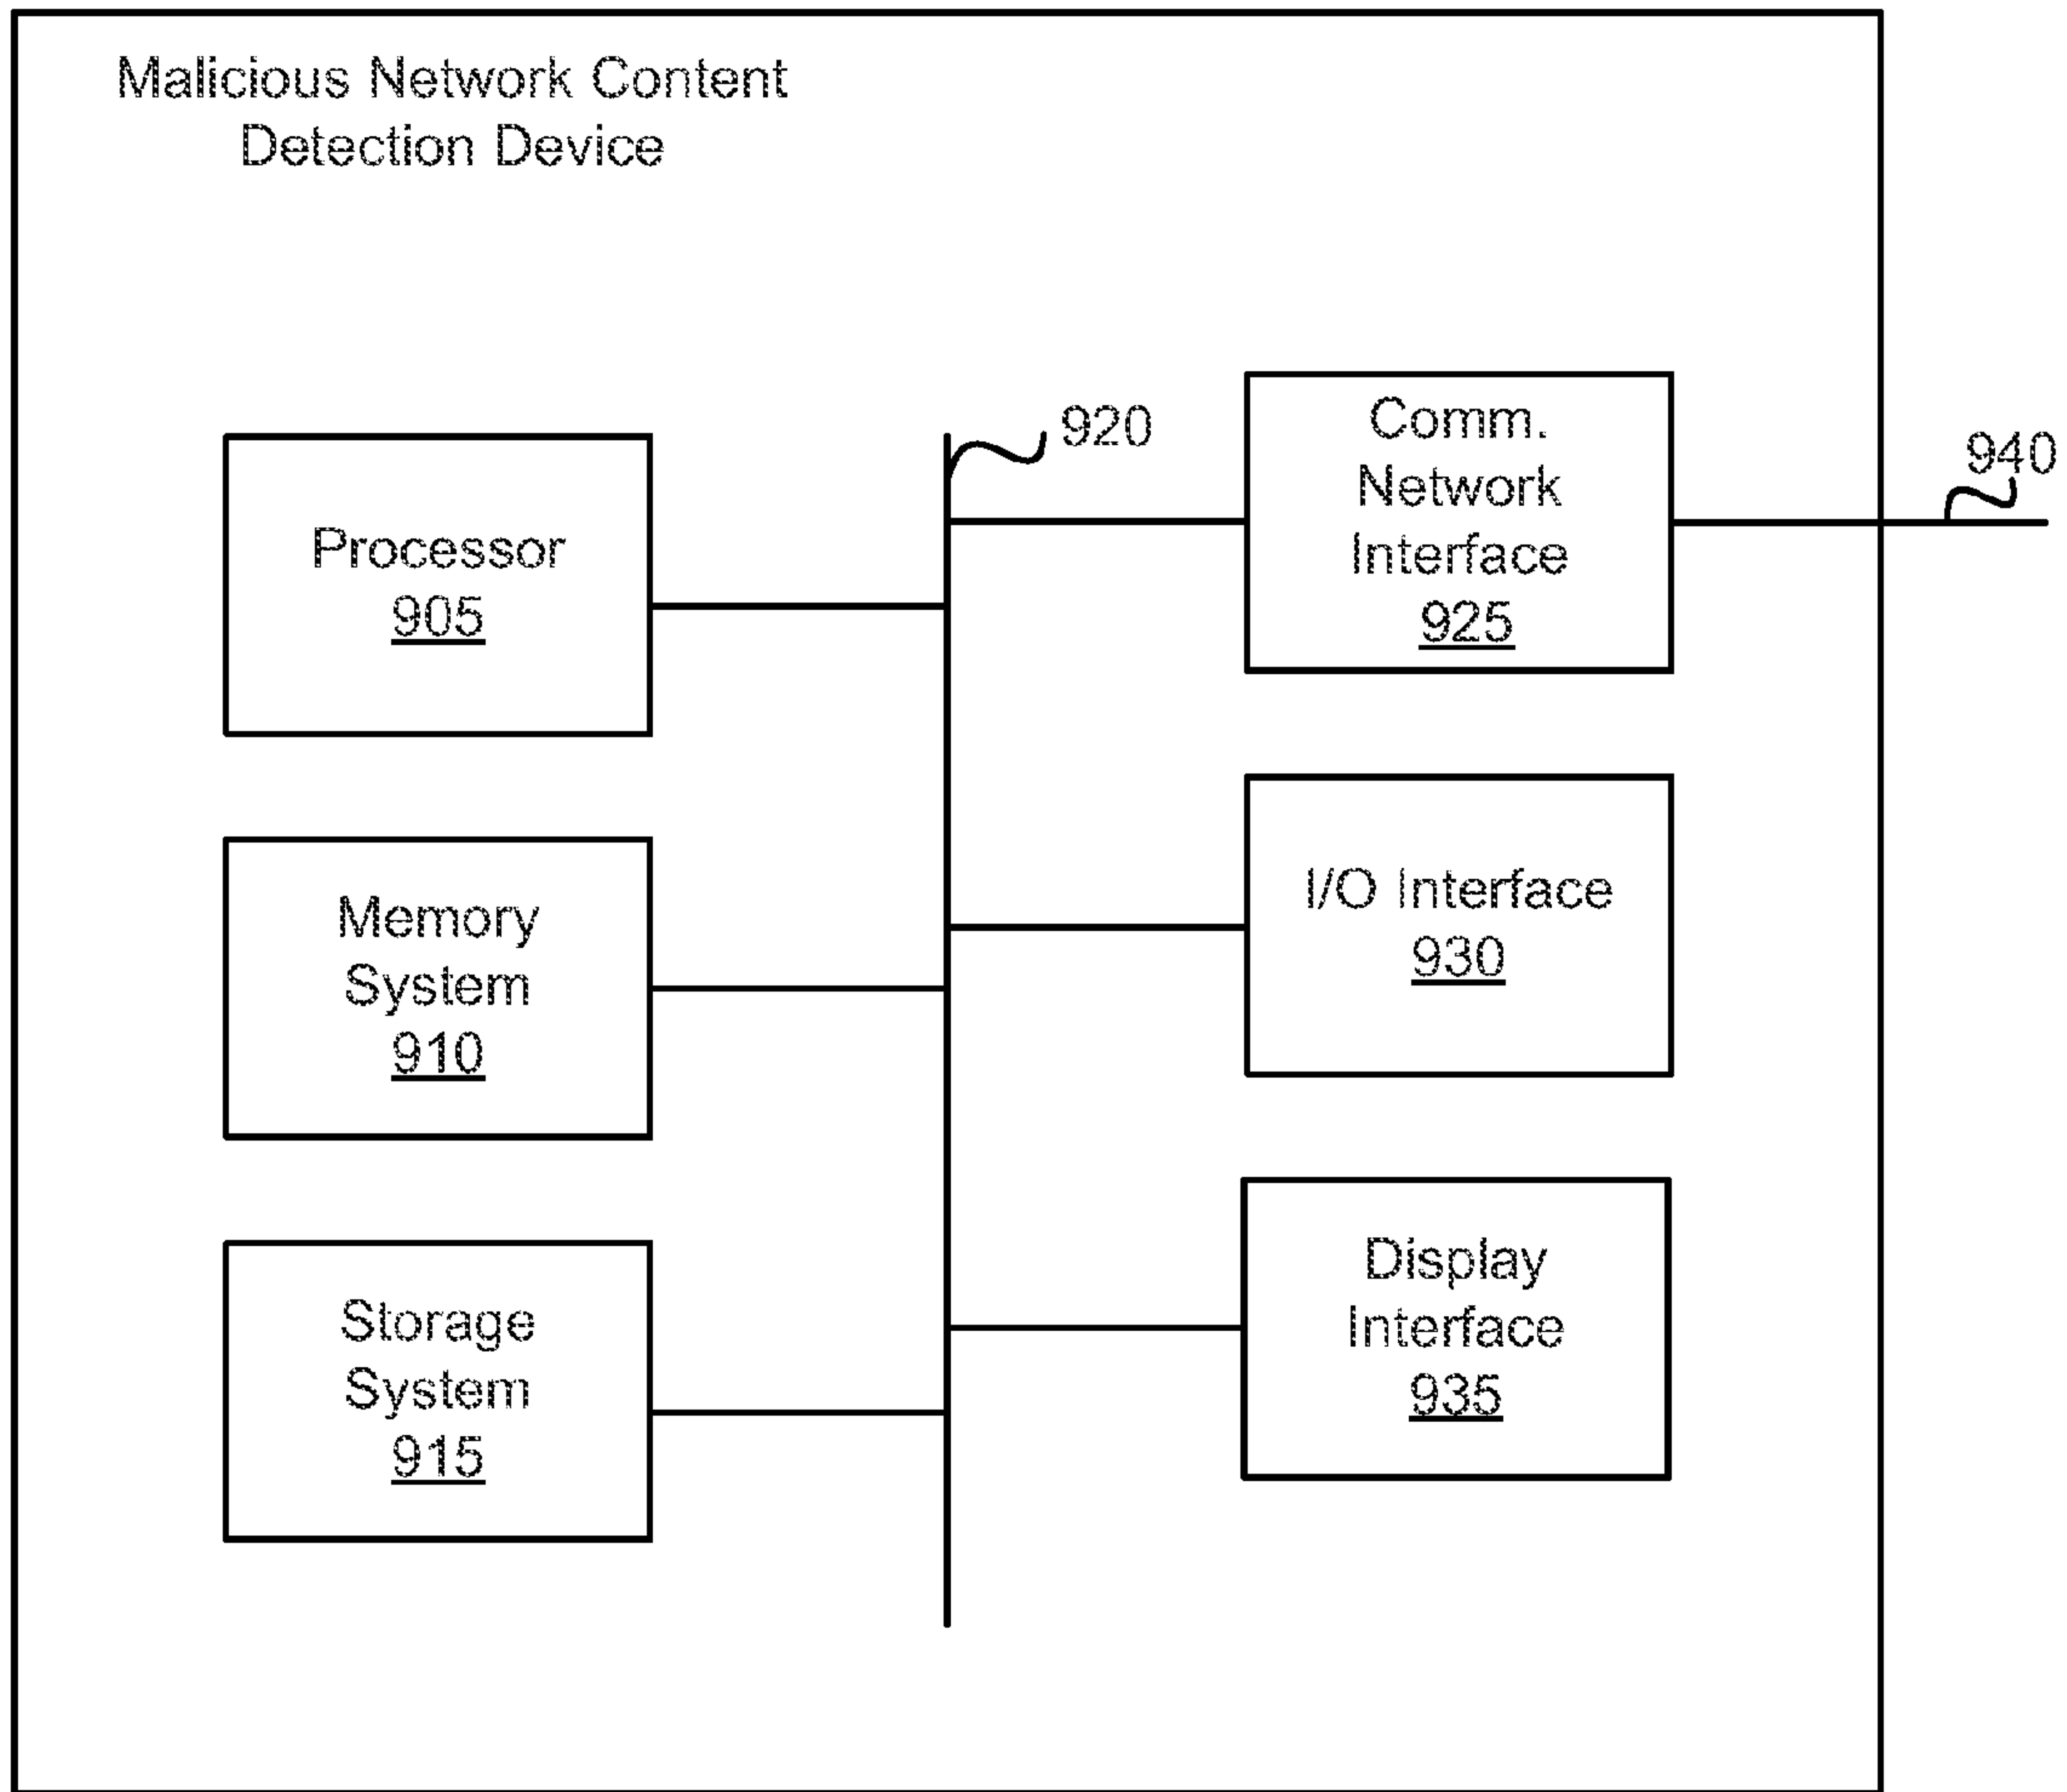 Malicious Network Content
Detection Device
920
Comm.
Network
Interface
925
940
Processor
905
I/O Interface
930
Memory
System
910
Display
Interface
935
Storage
System
915